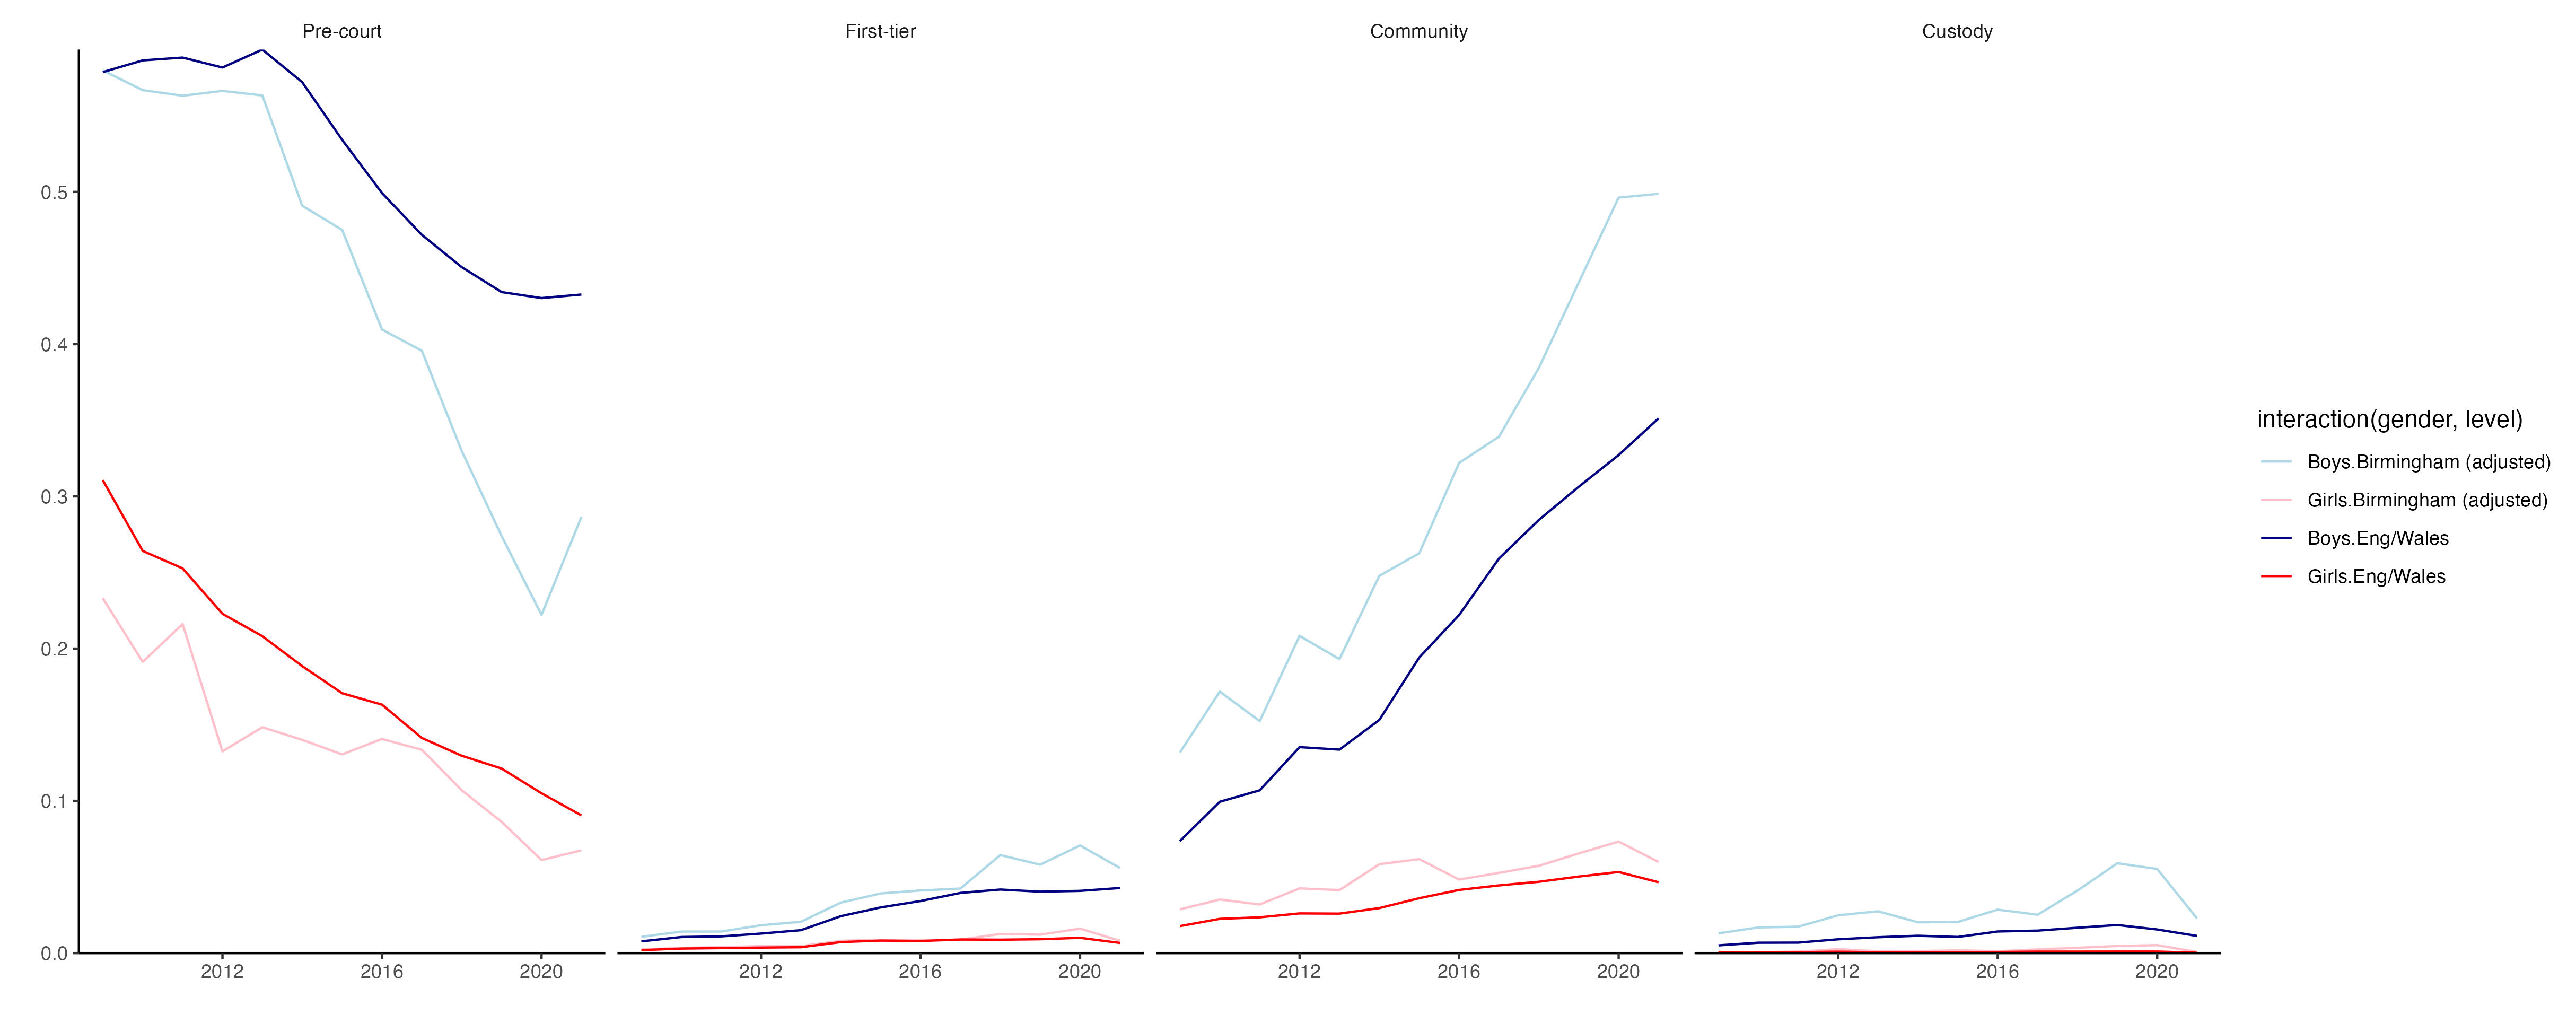 Pre-court First-tier Community Custody
0.5
0.4
0.3
0.2
0.1
0.0
2012 2016 2020 2012 2016 2020 2012 2016 2020 2012 2016 2020
interaction(gender, level)
Boys.Birmingham (adjusted)
Girls.Birmingham (adjusted)
Boys.Eng/Wales
Girls.Eng/Wales